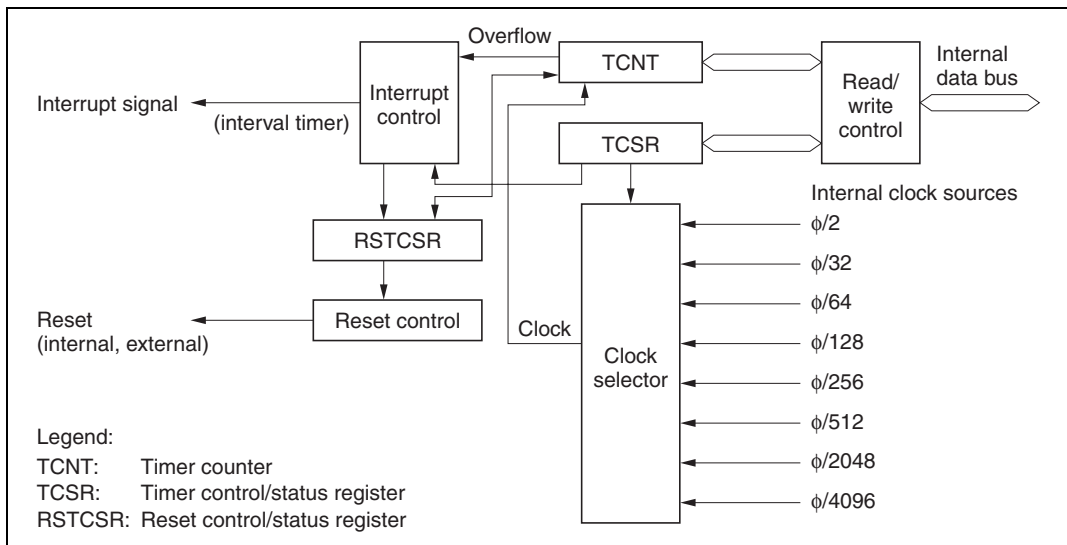 Overflow
TCNT
Internal
data bus
Read/
write
control
Interrupt
control
Interrupt signal
(interval timer)
TCSR
Internal clock sources
RSTCSR
Reset control
Reset
(internal, external)
Clock
Clock
selector
ϕ/2
ϕ/32
ϕ/64
ϕ/128
ϕ/256
ϕ/512
ϕ/2048
ϕ/4096
Legend:
TCNT: Timer counter
TCSR: Timer control/status register
RSTCSR: Reset control/status register